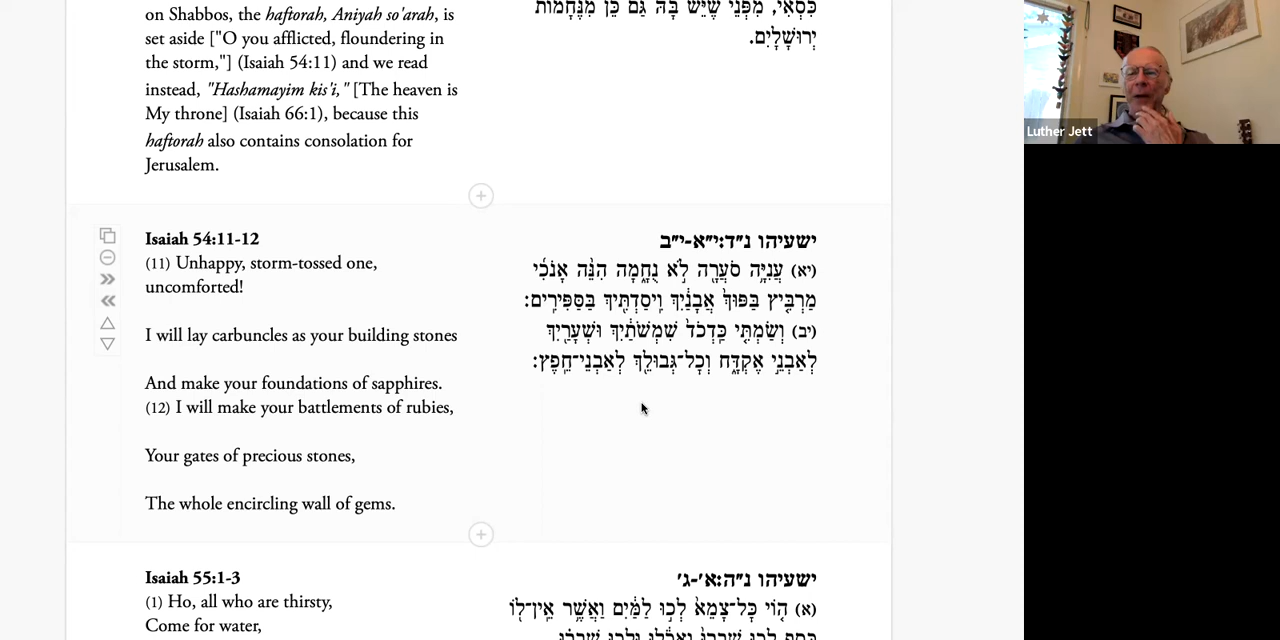 on Shabbos, the haftorah, Aniyah so'arah, is
set aside ["O you afflicted, floundering in
the storm,"] (Isaiah 54:11) and we read
instead, "Hashamayim kis'i," [The heaven is
My throne] (Isaiah 66:1), because this
haftorah also contains consolation for
Jerusalem.
כִּסְאִי, מִפְּנֵי שֶׁיֵּשׁ בָּהּ גַּם כֵּן מִנֶּחָמוֹת
יְרוּשָׁלָיִם.
Isaiah 54:11-12
(11) Unhappy, storm-tossed one,
uncomforted!
I will lay carbuncles as your building stones
And make your foundations of sapphires.
(12) I will make your battlements of rubies,
Your gates of precious stones,
The whole encircling wall of gems.
ישעיהו נ״ד:י״א-י״ב
(יא) עֲנִיָּ֥ה סֹעֲרָ֖ה לֹ֣א נֻחָ֑מָה הִנֵּ֨ה אָנֹכִ֜י
מַרְבִּ֤יץ בַּפּוּךְ֙ אֲבָנַ֔יִךְ וִֽיסַדְתִּ֖יךְ בַּסַּפִּירִֽים׃
(יב) וְשַׂמְתִּ֤י כַּֽדְכֹד֙ שִׁמְשֹׁתַ֔יִךְ וּשְׁעָרַ֖יִךְ
לְאַבְנֵ֣י אֶקְדָּ֑ח וְכׇל־גְּבוּלֵ֖ךְ לְאַבְנֵי־חֵֽפֶץ׃
Isaiah 55:1-3
(1) Ho, all who are thirsty,
Come for water,
ישעיהו נ״ה:א׳-ג׳
(א) ה֤וֹי כׇּל־צָמֵא֙ לְכ֣וּ לַמַּ֔יִם וַאֲשֶׁ֥ר אֵֽין־ל֖וֹ
Luther Jett